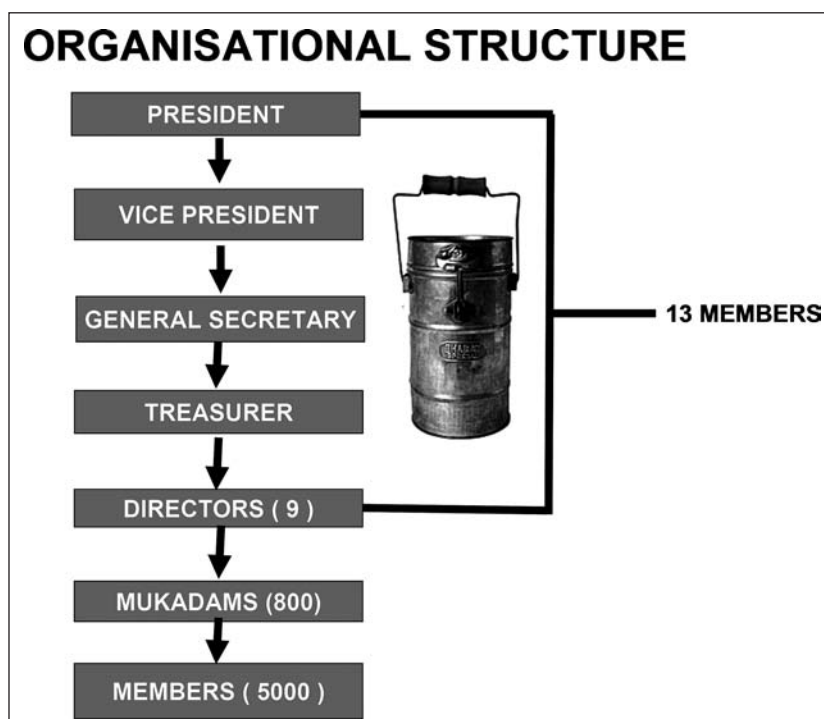 ORGANISATIONAL STRUCTURE
PRESIDENT
VICE PRESIDENT
GENERAL SECRETARY
13 MEMBERS
TREASURER
DIRECTORS ( 9 )
MUKADAMS (800)
MEMBERS ( 5000 )